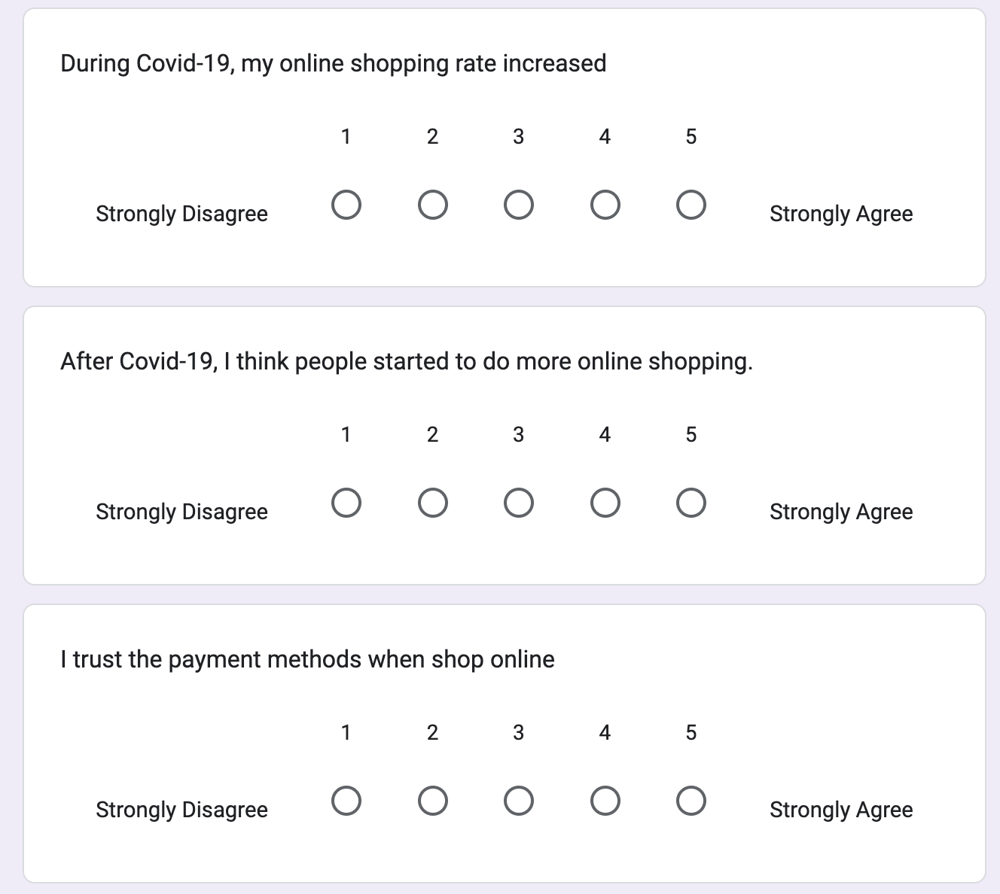 During Covid-19, my online shopping rate increased
1 2 3 4 5
Strongly Disagree Strongly Agree
After Covid-19, I think people started to do more online shopping.
1 2 3 4 5
Strongly Disagree Strongly Agree
I trust the payment methods when shop online
1 2 3 4 5
Strongly Disagree Strongly Agree